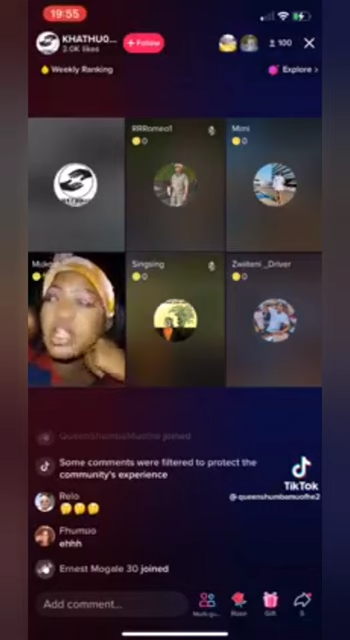 19:55
KHATHU0...
3.0K likes
+ Follow
100
Weekly Ranking
Explore >
RRRomeo1
0
Mimi
0
Singsing
0
Zwiteni _Driver
0
joined
Some comments were filtered to protect the
community's experience
TikTok
@queenshumbamuofhe2
Relo
Fhumuo
ehhh
Ernest Mogale 30 joined
Add comment...
Rose
Gift